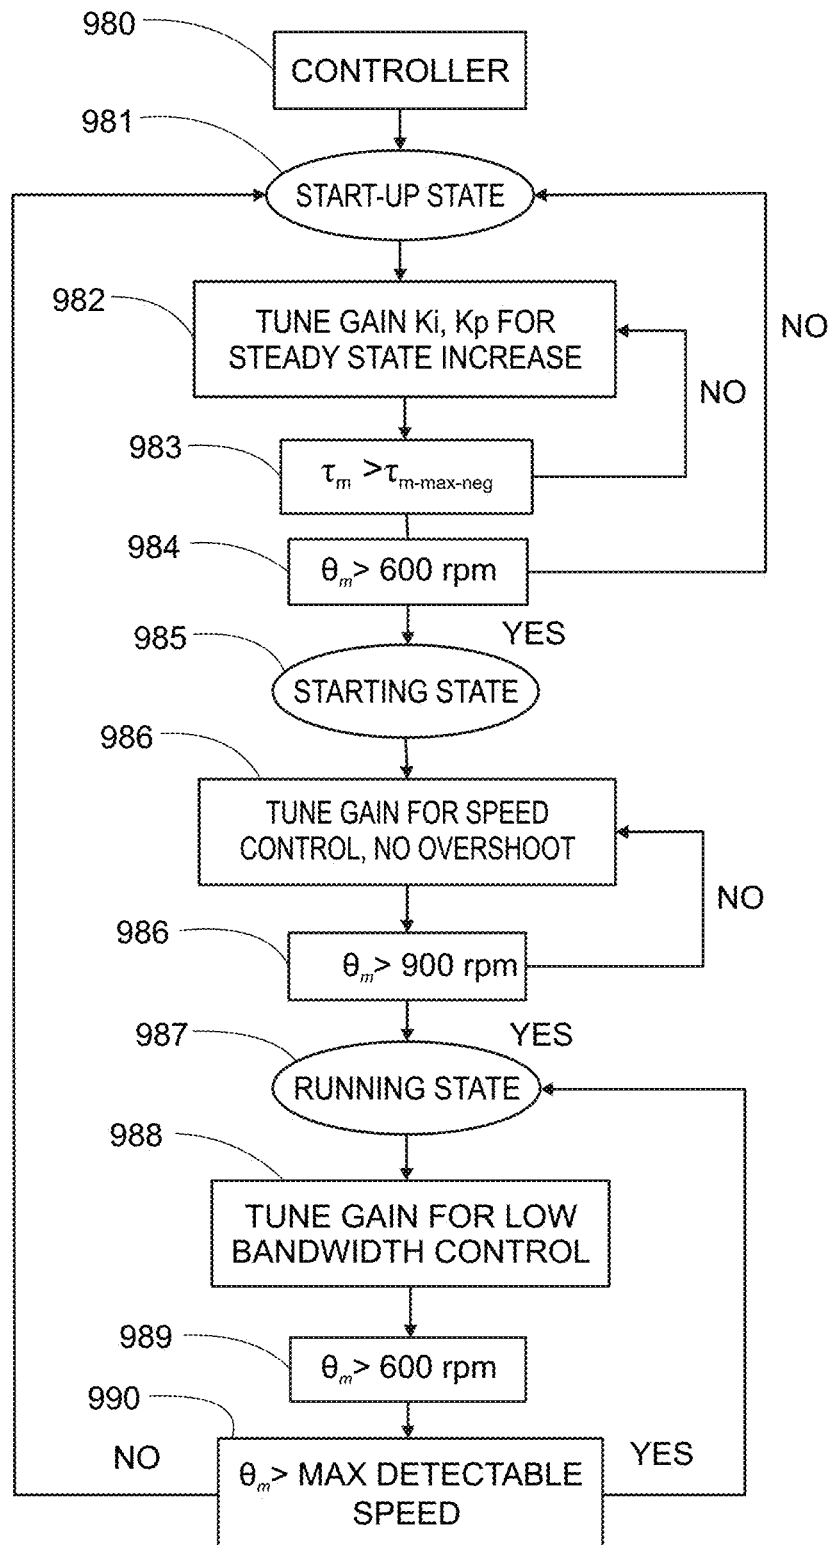 980
CONTROLLER
981
START-UP STATE
982
TUNE GAIN Ki, Kp FOR
STEADY STATE INCREASE
NO
NO
983
τm >τm-max-neg
984
θm> 600 rpm
YES
985
STARTING STATE
986
TUNE GAIN FOR SPEED
CONTROL, NO OVERSHOOT
NO
986
θm> 900 rpm
YES
987
RUNNING STATE
988
TUNE GAIN FOR LOW
BANDWIDTH CONTROL
989
θm> 600 rpm
990
NO
YES
θm> MAX DETECTABLE
SPEED